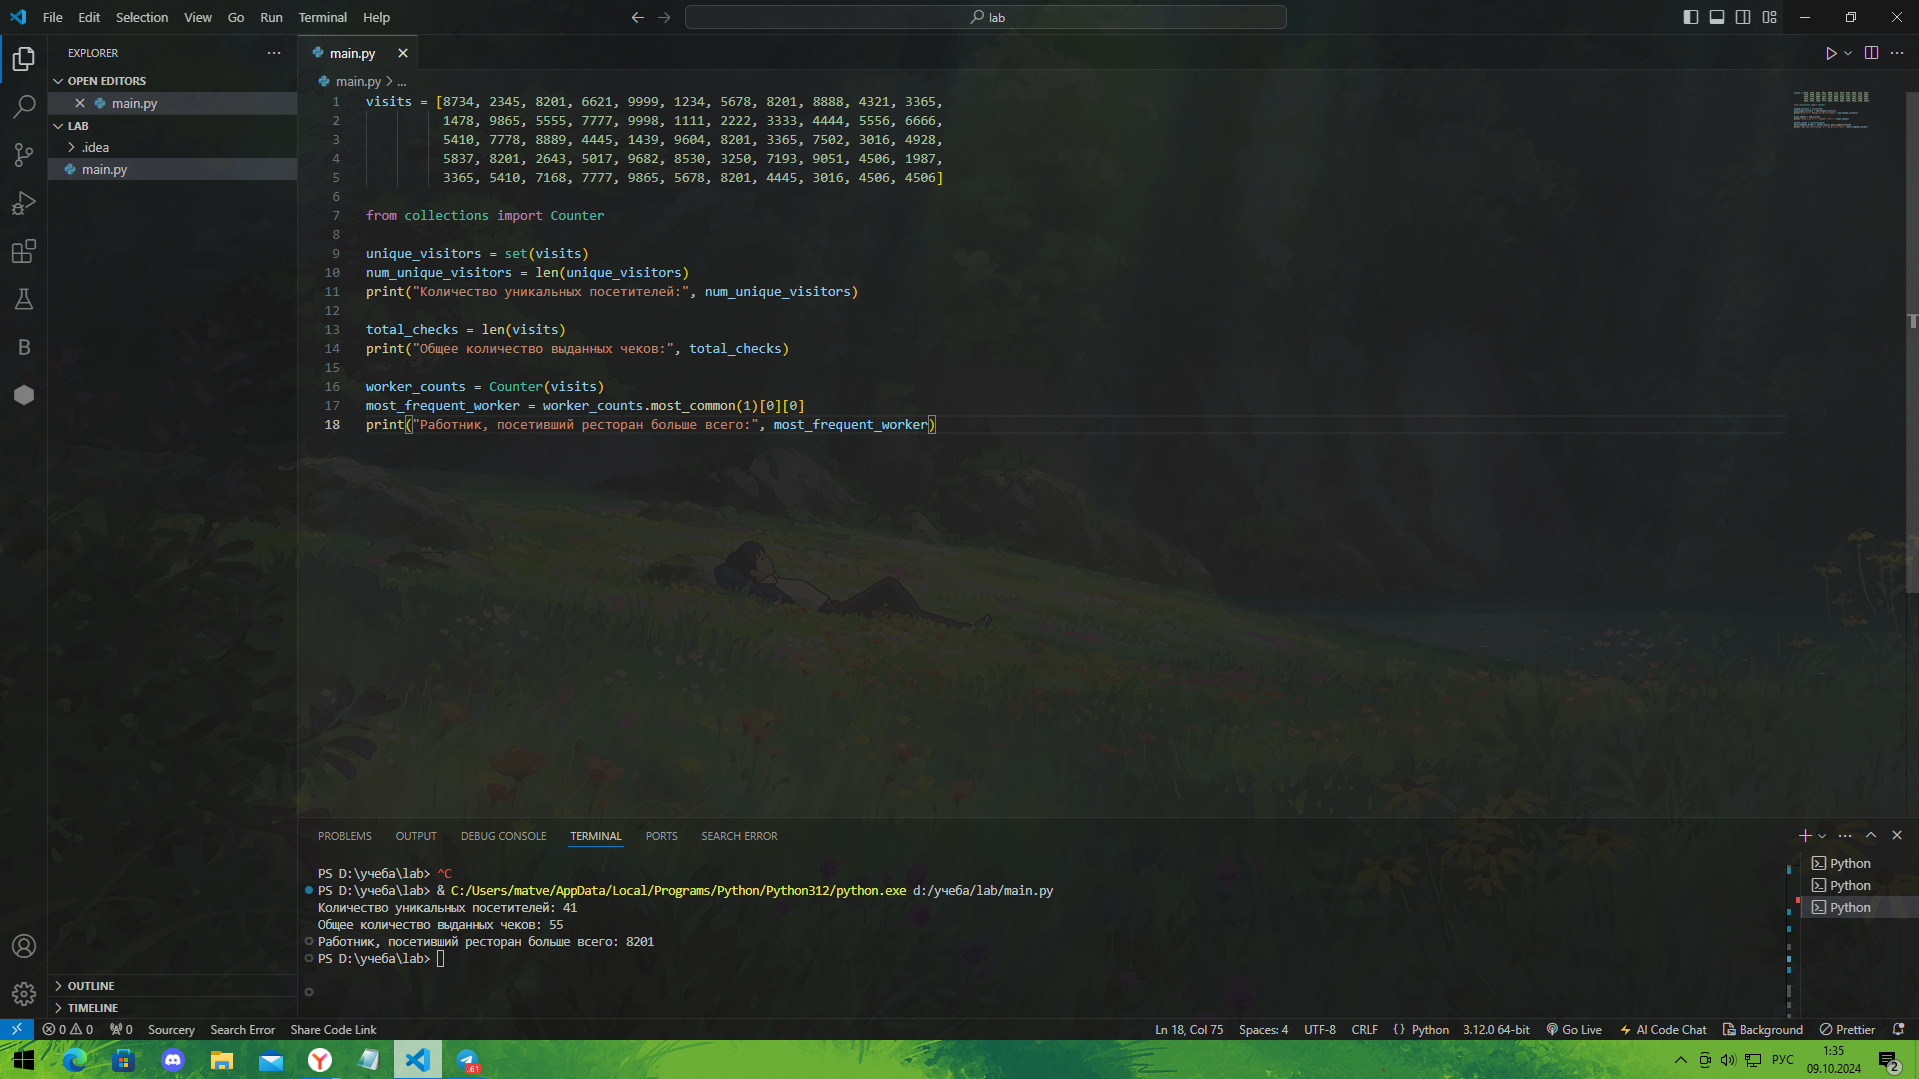 File Edit Selection View Go Run Terminal Help
lab
EXPLORER
OPEN EDITORS
main.py
LAB
.idea
main.py
OUTLINE
TIMELINE
main.py
main.py > ...
1 visits = [8734, 2345, 8201, 6621, 9999, 1234, 5678, 8201, 8888, 4321, 3365,
2 1478, 9865, 5555, 7777, 9998, 1111, 2222, 3333, 4444, 5556, 6666,
3 5410, 7778, 8889, 4445, 1439, 9604, 8201, 3365, 7502, 3016, 4928,
4 5837, 8201, 2643, 5017, 9682, 8530, 3250, 7193, 9051, 4506, 1987,
5 3365, 5410, 7168, 7777, 9865, 5678, 8201, 4445, 3016, 4506, 4506]
6
7 from collections import Counter
8
9 unique_visitors = set(visits)
10 num_unique_visitors = len(unique_visitors)
11 print("Количество уникальных посетителей:", num_unique_visitors)
12
13 total_checks = len(visits)
14 print("Общее количество выданных чеков:", total_checks)
15
16 worker_counts = Counter(visits)
17 most_frequent_worker = worker_counts.most_common(1)[0][0]
18 print("Работник, посетивший ресторан больше всего:", most_frequent_worker)
PROBLEMS OUTPUT DEBUG CONSOLE TERMINAL PORTS SEARCH ERROR
PS D:\учеба\lab> ^C
PS D:\учеба\lab> & C:/Users/matve/AppData/Local/Programs/Python/Python312/python.exe d:/учеба/lab/main.py
Количество уникальных посетителей: 41
Общее количество выданных чеков: 55
Работник, посетивший ресторан больше всего: 8201
PS D:\учеба\lab>
Python
Python
Python
0 0 0 Sourcery Search Error Share Code Link
Ln 18, Col 75 Spaces: 4 UTF-8 CRLF {} Python 3.12.0 64-bit Go Live AI Code Chat Background Prettier
61
РУС
1:35
09.10.2024
2